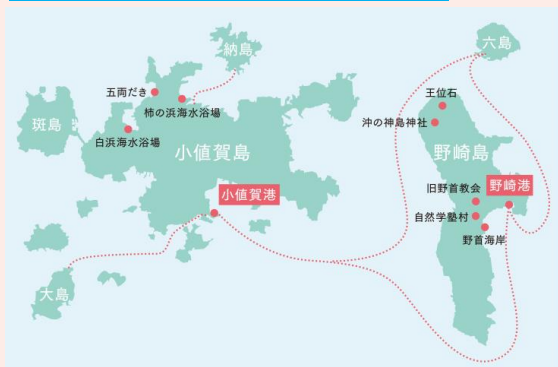 納島
六島
五両だき
王位石
柿の浜海水浴場
斑島
沖の神島神社
白浜海水浴場
小値賀島
野崎島
旧野首教会
野崎港
小値賀港
自然学塾村
野首海岸
大島